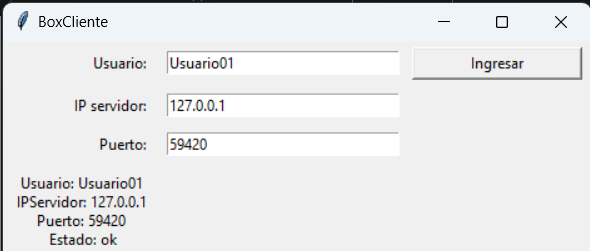 BoxCliente
Usuario: Usuario01 Ingresar
IP servidor: 127.0.0.1
Puerto: 59420
Usuario: Usuario01
IPServidor: 127.0.0.1
Puerto: 59420
Estado: ok